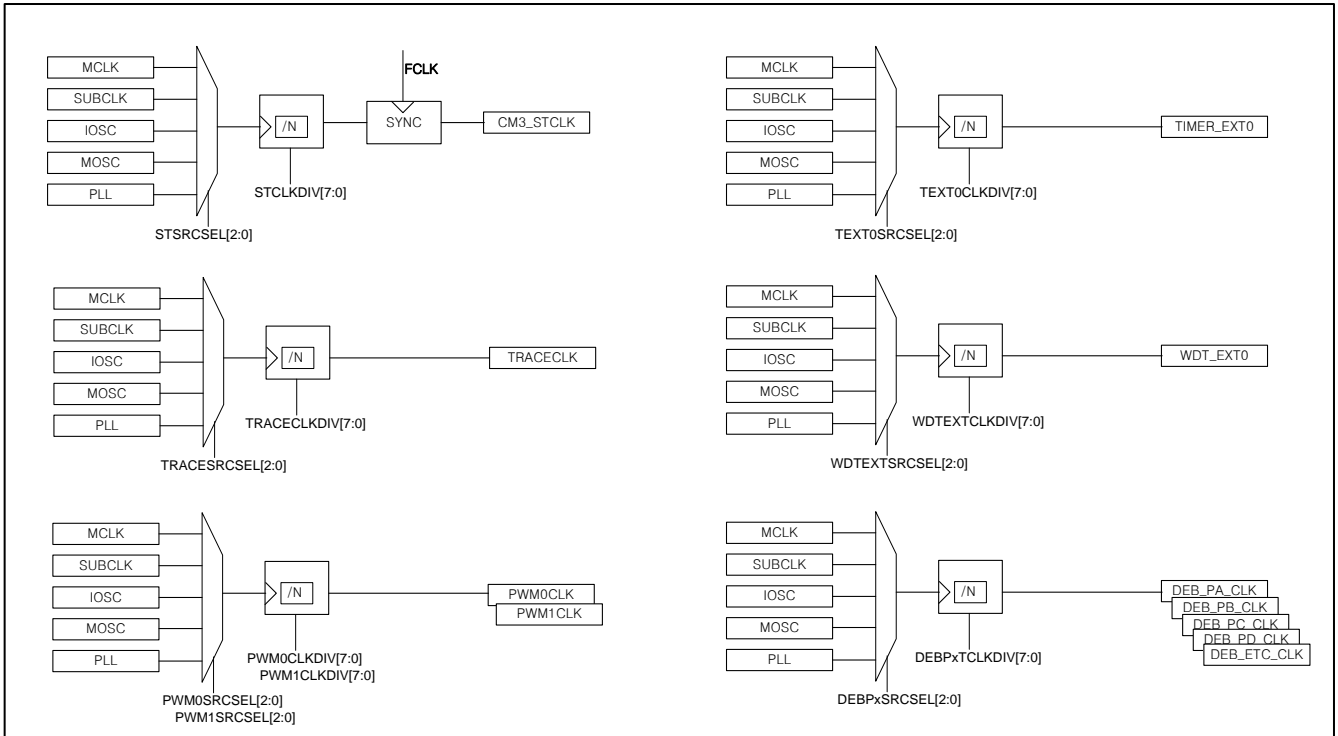 MCLK
SUBCLK
IOSC
MOSC
PLL
STSRCSEL[2:0]
/N
STCLKDIV[7:0]
FCLK
SYNC
CM3_STCLK
MCLK
SUBCLK
IOSC
MOSC
PLL
TEXT0SRCSEL[2:0]
/N
TEXT0CLKDIV[7:0]
TIMER_EXT0
MCLK
SUBCLK
IOSC
MOSC
PLL
TRACESRCSEL[2:0]
/N
TRACECLKDIV[7:0]
TRACECLK
MCLK
SUBCLK
IOSC
MOSC
PLL
WDTEXTSRCSEL[2:0]
/N
WDTEXTCLKDIV[7:0]
WDT_EXT0
MCLK
SUBCLK
IOSC
MOSC
PLL
PWM0SRCSEL[2:0]
PWM1SRCSEL[2:0]
/N
PWM0CLKDIV[7:0]
PWM1CLKDIV[7:0]
PWM0CLK
PWM1CLK
MCLK
SUBCLK
IOSC
MOSC
PLL
DEBPxSRCSEL[2:0]
/N
DEBPxTCLKDIV[7:0]
DEB_PA_CLK
DEB_PB_CLK
DEB_PC_CLK
DEB_PD_CLK
DEB_ETC_CLK